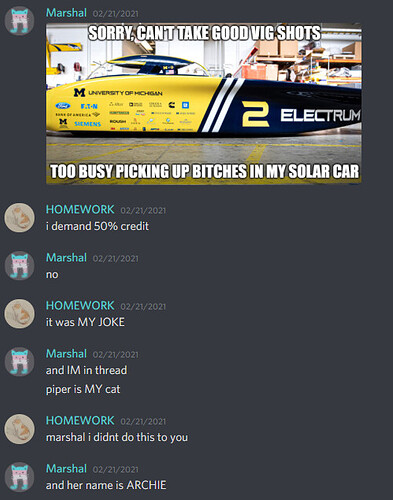 Marshal 02/21/2021
SORRY, CAN'T TAKE GOOD VIG SHOTS
M UNIVERSITY OF MICHIGAN
Ford
EATON
BANK OF AMERICA
M
SIEMENS
ROUSH
2 ELECTRUM
TOO BUSY PICKING UP BITCHES IN MY SOLAR CAR
HOMEWORK 02/21/2021
i demand 50% credit
Marshal 02/21/2021
no
HOMEWORK 02/21/2021
it was MY JOKE
Marshal 02/21/2021
and IM in thread
piper is MY cat
HOMEWORK 02/21/2021
marshal i didnt do this to you
Marshal 02/21/2021
and her name is ARCHIE